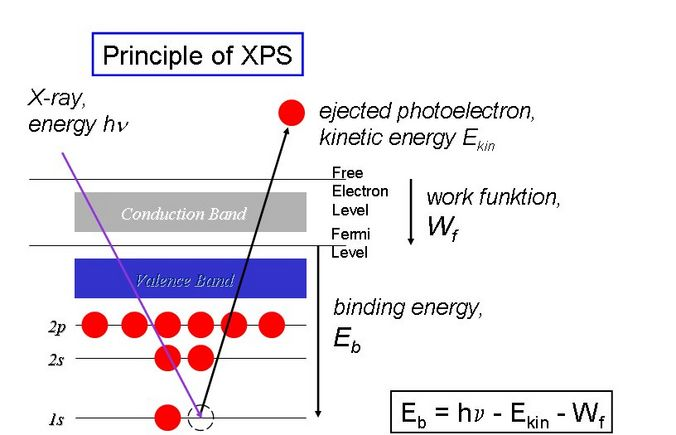 Principle of XPS
X-ray,
energy hν
ejected photoelectron,
kinetic energy Ekin
Free
Electron
Level
Conduction Band
work funktion,
Wf
Fermi
Level
Valence Band
binding energy,
Eb
2p
2s
1s
Eb = hν - Ekin - Wf